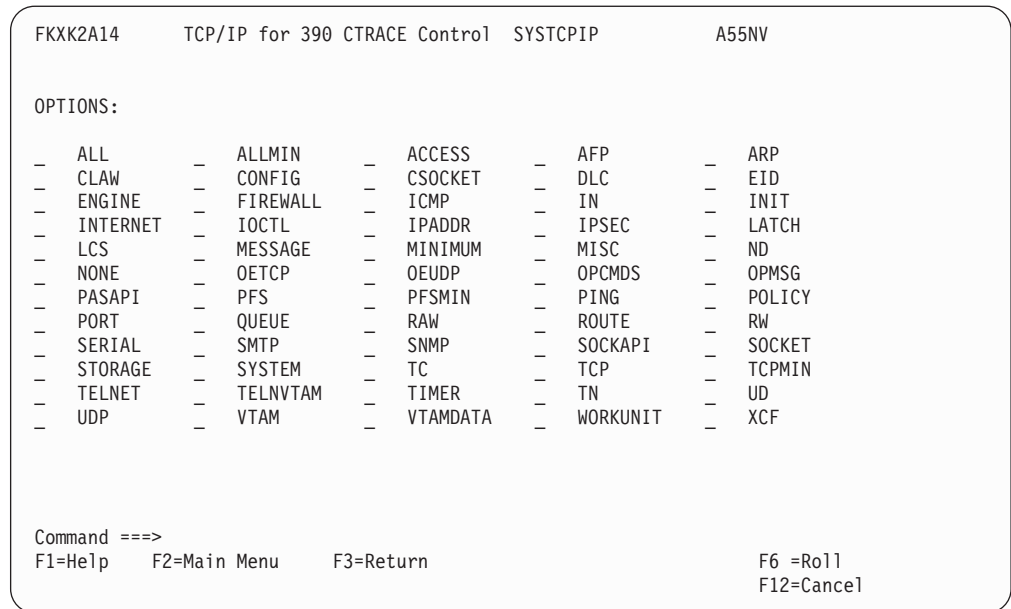 FKXK2A14 TCP/IP for 390 CTRACE Control SYSTCPIP A55NV
OPTIONS:
_ ALL _ ALLMIN _ ACCESS _ AFP _ ARP
_ CLAW _ CONFIG _ CSOCKET _ DLC _ EID
_ ENGINE _ FIREWALL _ ICMP _ IN _ INIT
_ INTERNET _ IOCTL _ IPADDR _ IPSEC _ LATCH
_ LCS _ MESSAGE _ MINIMUM _ MISC _ ND
_ NONE _ OETCP _ OEUDP _ OPCMDS _ OPMSG
_ PASAPI _ PFS _ PFSMIN _ PING _ POLICY
_ PORT _ QUEUE _ RAW _ ROUTE _ RW
_ SERIAL _ SMTP _ SNMP _ SOCKAPI _ SOCKET
_ STORAGE _ SYSTEM _ TC _ TCP _ TCPMIN
_ TELNET _ TELNVTAM _ TIMER _ TN _ UD
_ UDP _ VTAM _ VTAMDATA _ WORKUNIT _ XCF
Command ===>
F1=Help F2=Main Menu F3=Return F6 =Roll
F12=Cancel